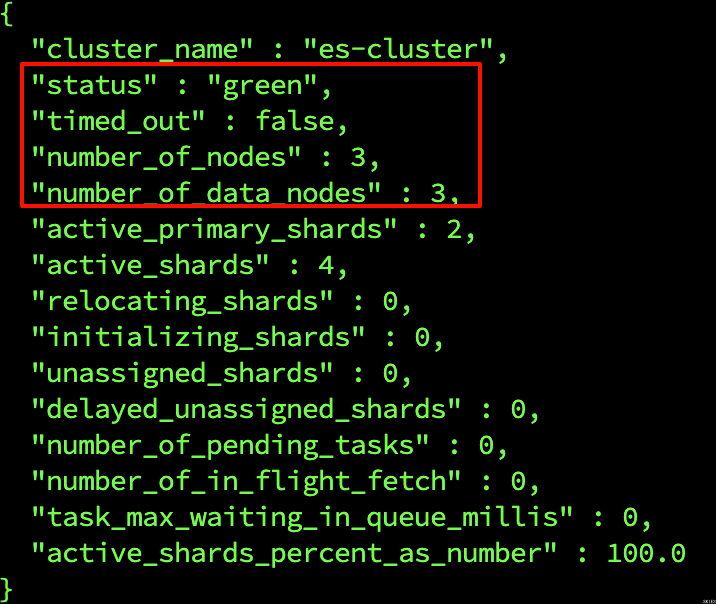 {
"cluster_name" : "es-cluster",
"status" : "green",
"timed_out" : false,
"number_of_nodes" : 3,
"number_of_data_nodes" : 3,
"active_primary_shards" : 2,
"active_shards" : 4,
"relocating_shards" : 0,
"initializing_shards" : 0,
"unassigned_shards" : 0,
"delayed_unassigned_shards" : 0,
"number_of_pending_tasks" : 0,
"number_of_in_flight_fetch" : 0,
"task_max_waiting_in_queue_millis" : 0,
"active_shards_percent_as_number" : 100.0
}